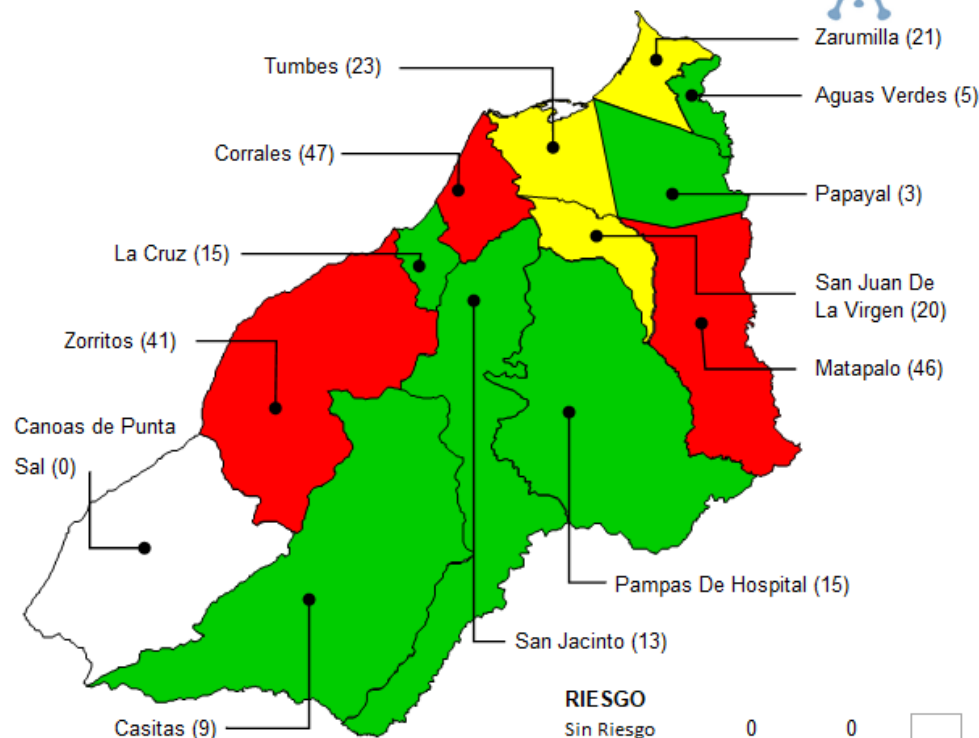 Zarumilla (21)
Tumbes (23)
Aguas Verdes (5)
Corrales (47)
Papayal (3)
La Cruz (15)
San Juan De
La Virgen (20)
Zorritos (41)
Matapalo (46)
Canoas de Punta
Sal (0)
Pampas De Hospital (15)
San Jacinto (13)
Casitas (9)
RIESGO
Sin Riesgo 0 0